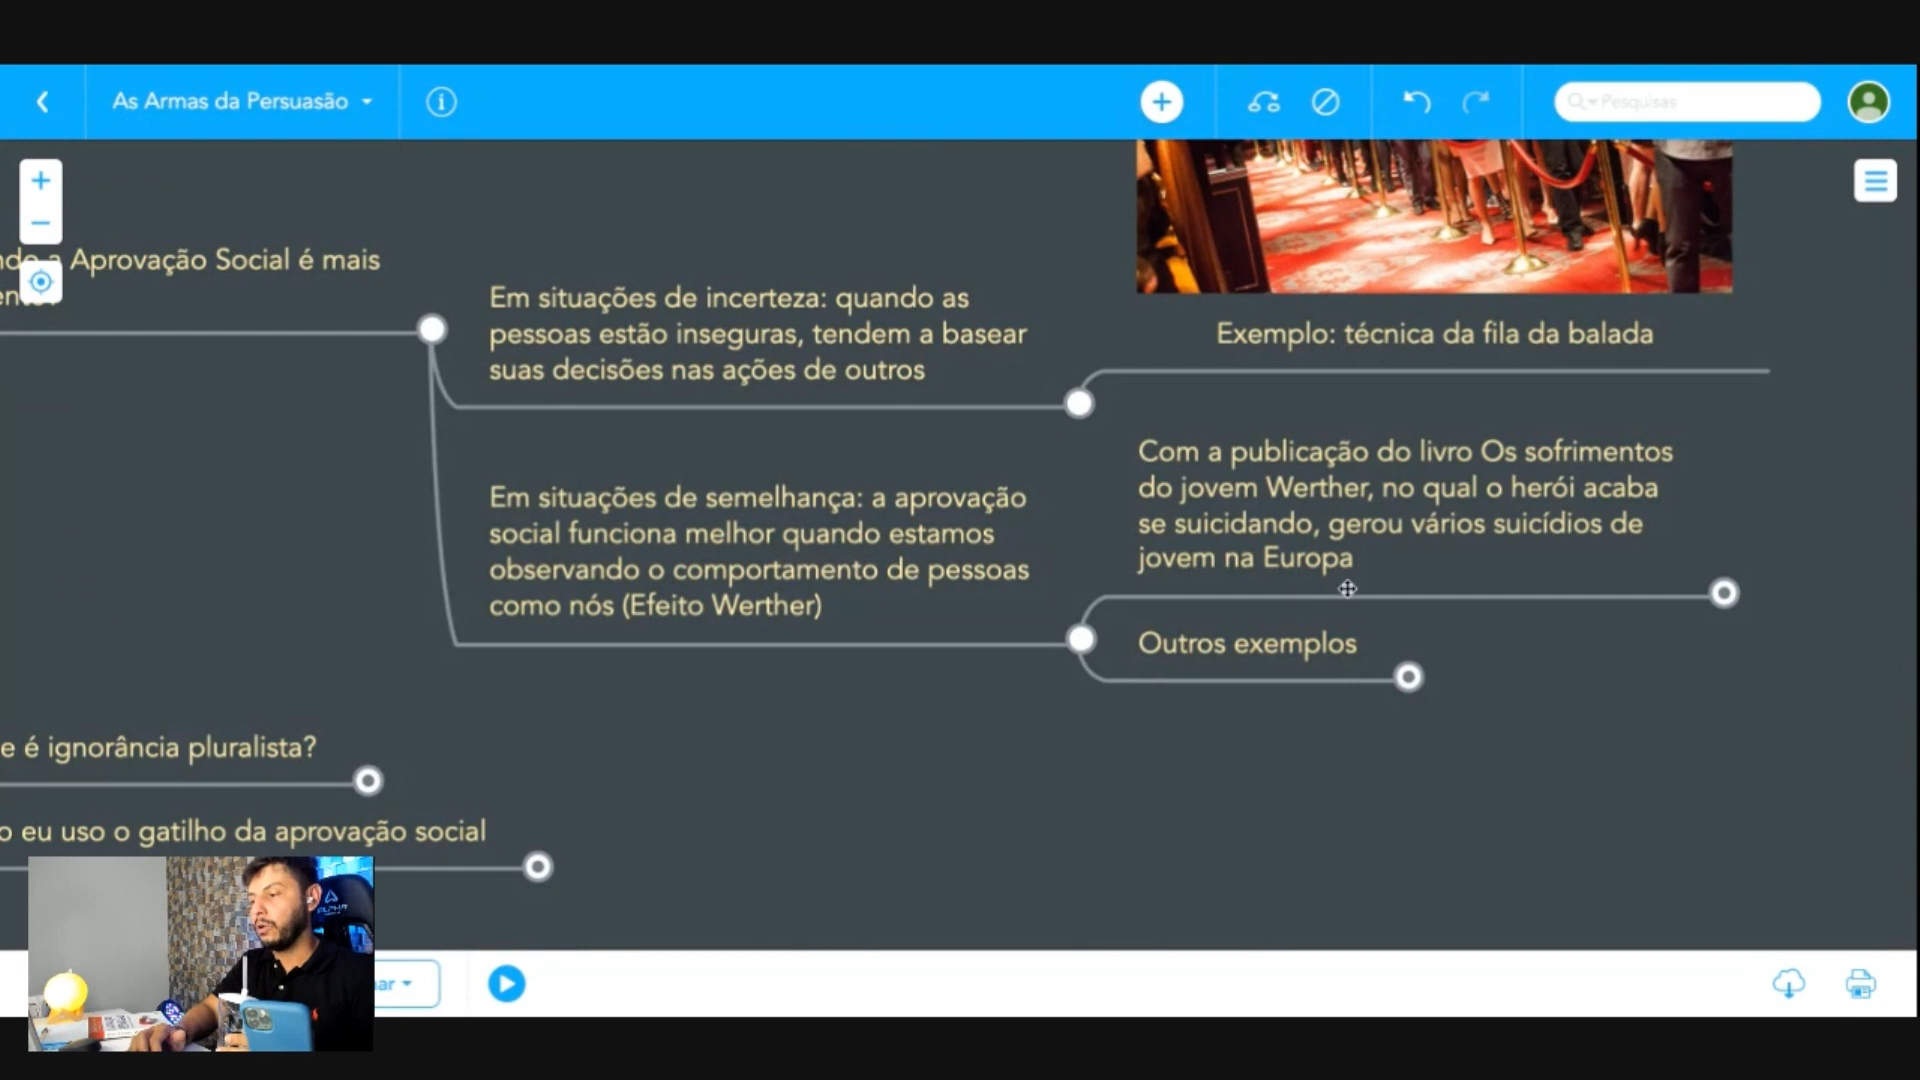 As Armas da Persuasão
Pesquisas
a Aprovação Social é mais
Em situações de incerteza: quando as
pessoas estão inseguras, tendem a basear
suas decisões nas ações de outros
Exemplo: técnica da fila da balada
Em situações de semelhança: a aprovação
social funciona melhor quando estamos
observando o comportamento de pessoas
como nós (Efeito Werther)
Com a publicação do livro Os sofrimentos
do jovem Werther, no qual o herói acaba
se suicidando, gerou vários suicídios de
jovem na Europa
Outros exemplos
e é ignorância pluralista?
o eu uso o gatilho da aprovação social
ALPHA
ar